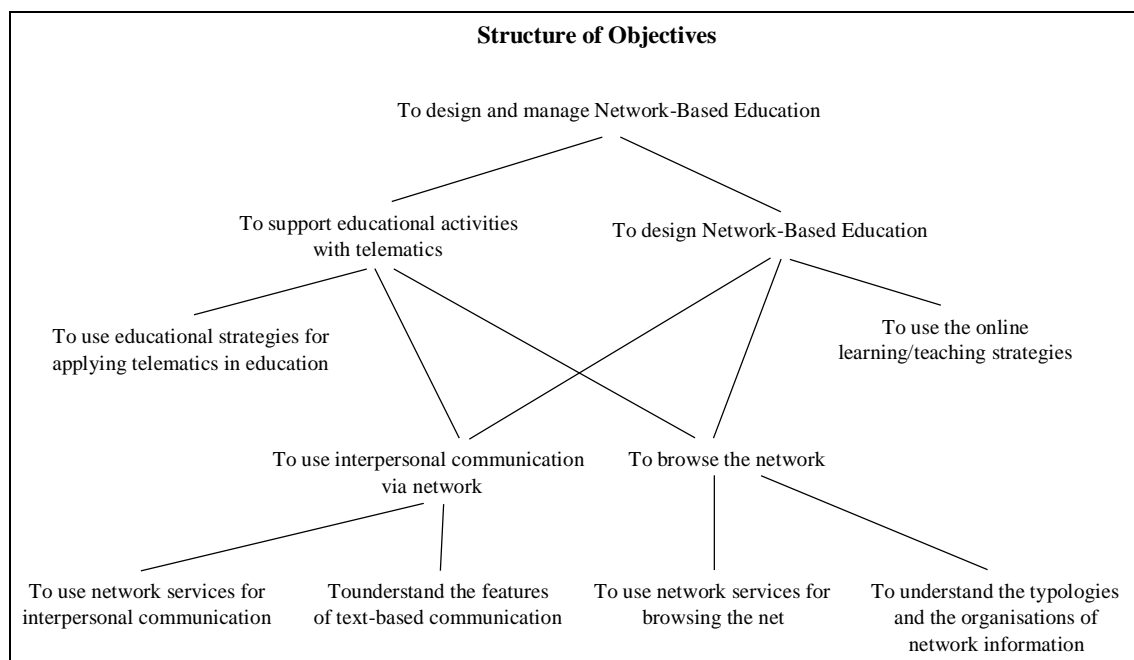 Structure of Objectives
To design and manage Network-Based Education
To support educational activities
with telematics
To design Network-Based Education
To use educational strategies for
applying telematics in education
To use the online
learning/teaching strategies
To use interpersonal communication
via network
To browse the network
To use network services for
interpersonal communication
Tounderstand the features
of text-based communication
To use network services for
browsing the net
To understand the typologies
and the organisations of
network information